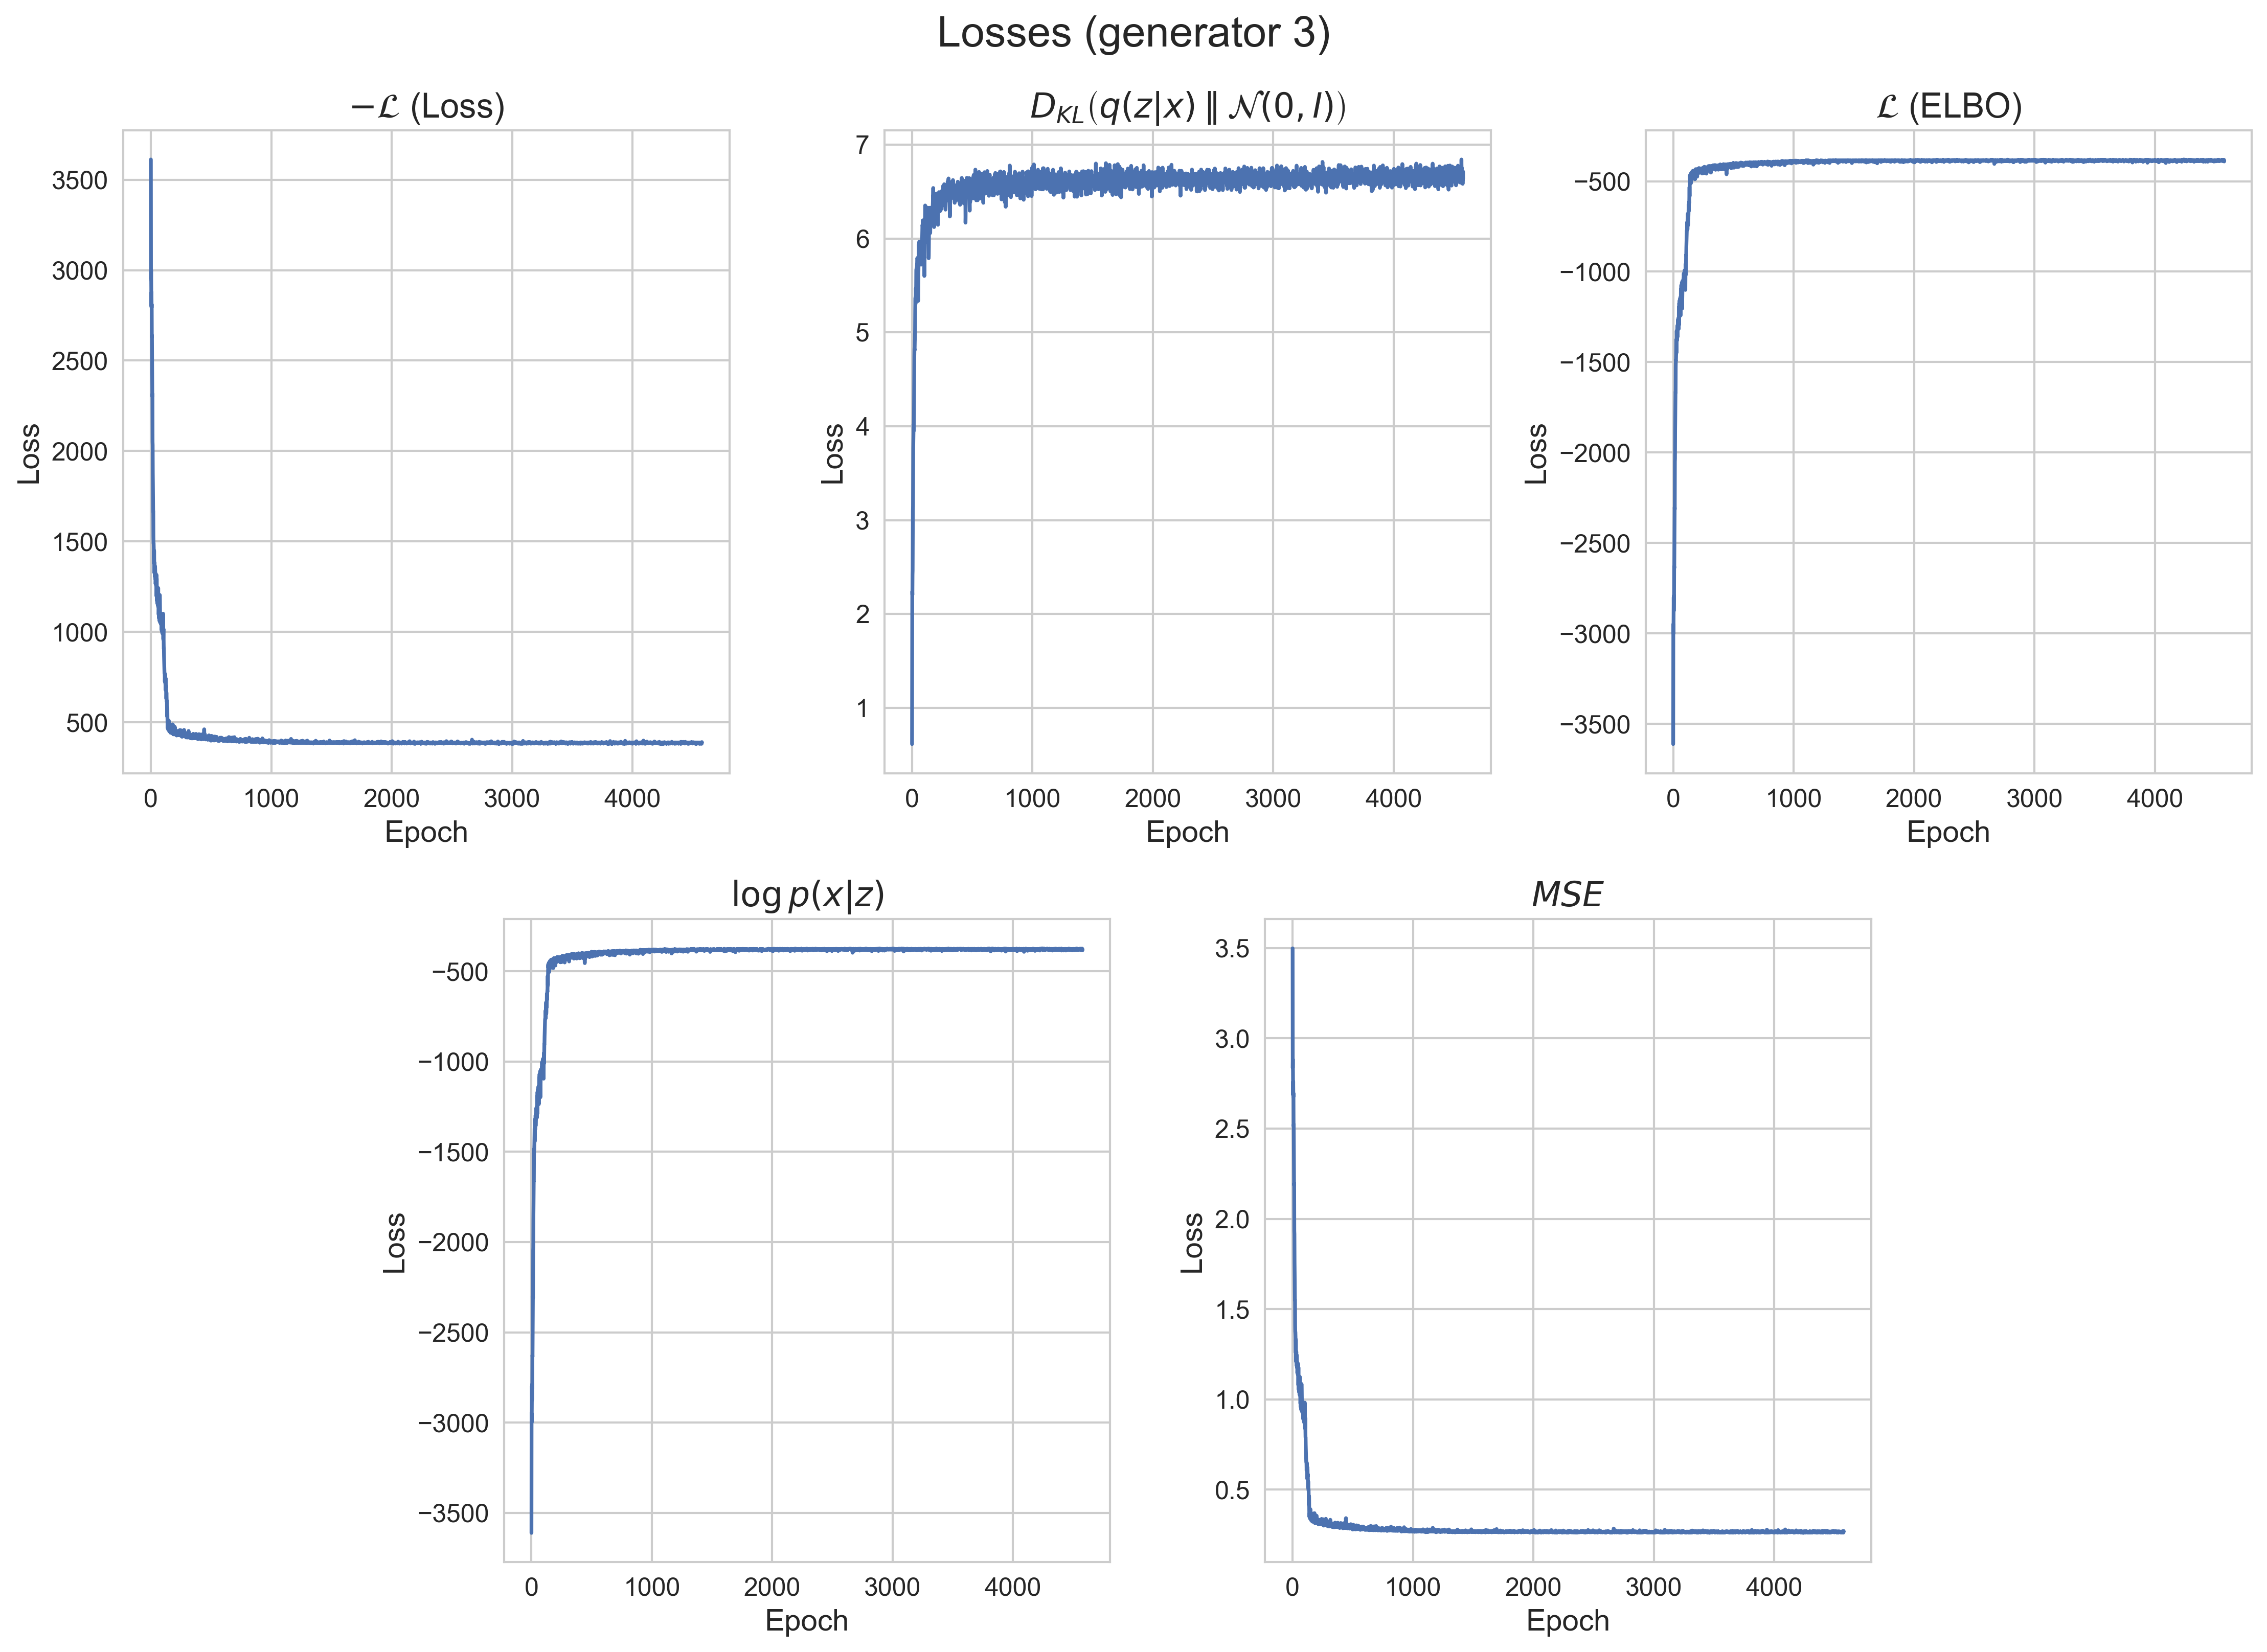 Losses (generator 3)
−ℒ (Loss)
3500
3000
2500
2000
1500
1000
500
Loss
0 1000 2000 3000 4000
Epoch
D_KL(q(z|x) ∥ 𝒩(0, I))
7
6
5
4
3
2
1
Loss
0 1000 2000 3000 4000
Epoch
ℒ (ELBO)
−500
−1000
−1500
−2000
−2500
−3000
−3500
Loss
0 1000 2000 3000 4000
Epoch
log p(x|z)
−500
−1000
−1500
−2000
−2500
−3000
−3500
Loss
0 1000 2000 3000 4000
Epoch
MSE
3.5
3.0
2.5
2.0
1.5
1.0
0.5
Loss
0 1000 2000 3000 4000
Epoch